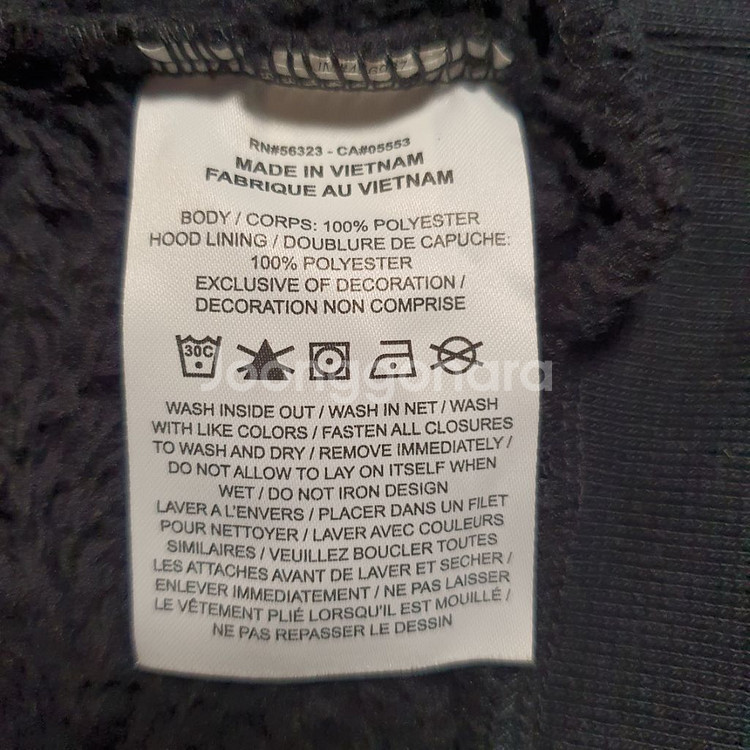 RN#56323 - CA#05553
MADE IN VIETNAM
FABRIQUE AU VIETNAM
BODY / CORPS: 100% POLYESTER
HOOD LINING / DOUBLURE DE CAPUCHE:
100% POLYESTER
EXCLUSIVE OF DECORATION /
DECORATION NON COMPRISE
30C
Joonggonara
WASH INSIDE OUT / WASH IN NET / WASH
WITH LIKE COLORS / FASTEN ALL CLOSURES
TO WASH AND DRY / REMOVE IMMEDIATELY /
DO NOT ALLOW TO LAY ON ITSELF WHEN
WET / DO NOT IRON DESIGN
LAVER A L'ENVERS / PLACER DANS UN FILET
POUR NETTOYER / LAVER AVEC COULEURS
SIMILAIRES / VEUILLEZ BOUCLER TOUTES
LES ATTACHES AVANT DE LAVER ET SECHER /
ENLEVER IMMEDIATEMENT / NE PAS LAISSER
LE VÊTEMENT PLIÉ LORSQU'IL EST MOUILLÉ /
NE PAS REPASSER LE DESSIN